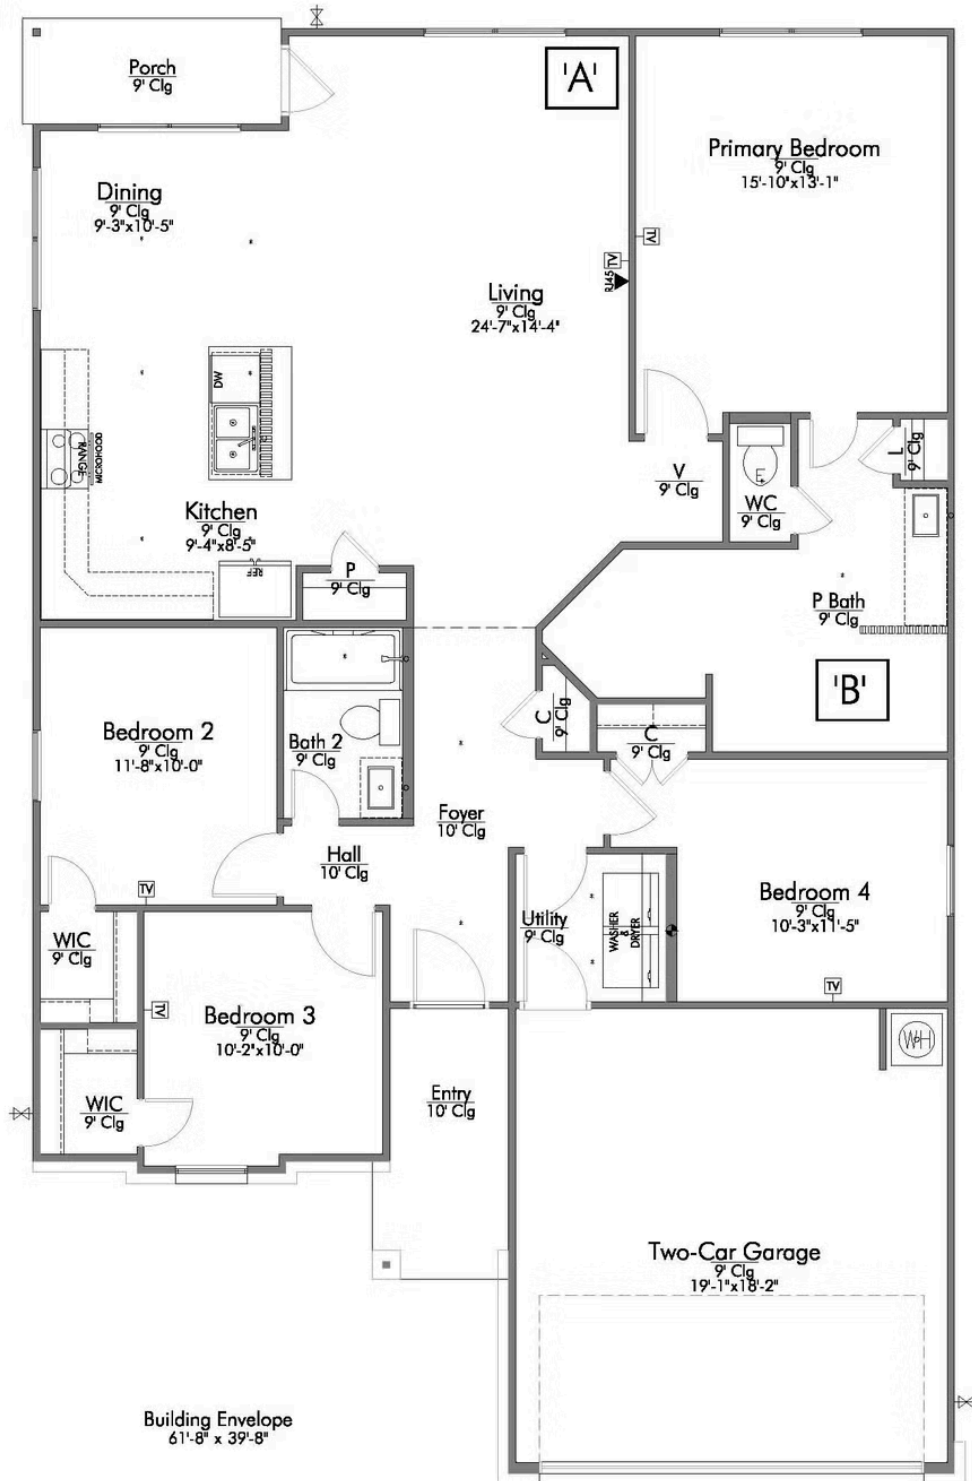 Porch
9' Clg
'A'
Primary Bedroom
9' Clg
15'-10"x13'-1"
Dining
9' Clg
9'-3"x10'-5"
TV
TV
RJ45
Living
9' Clg
24'-7"x14'-4"
DW
RANGE
MICROHOOD
L
9' Clg
V
9' Clg
E
WC
9' Clg
Kitchen
9' Clg
9'-4"x8'-5"
REF
P
9' Clg
P Bath
9' Clg
'B'
Bedroom 2
9' Clg
11'-8"x10'-0"
Bath 2
9' Clg
C
9' Clg
C
9' Clg
Foyer
10' Clg
Hall
10' Clg
TV
Bedroom 4
9' Clg
10'-3"x11'-5"
Utility
9' Clg
WASHER
&
DRYER
WIC
9' Clg
TV
TV
Bedroom 3
9' Clg
10'-2"x10'-0"
WH
WIC
9' Clg
Entry
10' Clg
Two-Car Garage
9' Clg
19'-1"x18'-2"
Building Envelope
61'-8" x 39'-8"